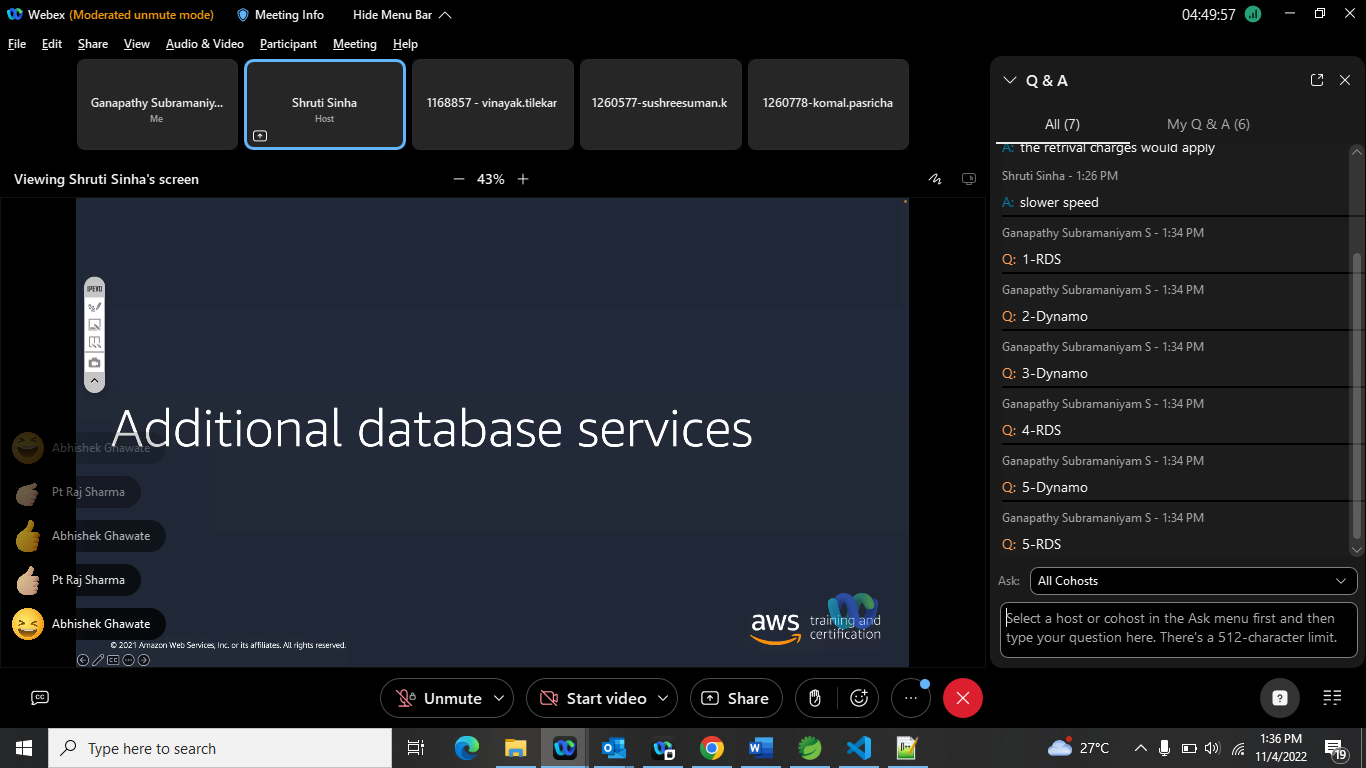 Webex (Moderated unmute mode)
Meeting Info
Hide Menu Bar
04:49:57
File Edit Share View Audio & Video Participant Meeting Help
Ganapathy Subramaniy...
Me
Shruti Sinha
Host
1168857 - vinayak.tilekar
1260577-sushreesuman.k
1260778-komal.pasricha
Viewing Shruti Sinha's screen
43%
IPEVO
Additional database services
Abhishek Ghawate
Pt Raj Sharma
Abhishek Ghawate
Pt Raj Sharma
Abhishek Ghawate
aws training and
certification
© 2021 Amazon Web Services, Inc. or its affiliates. All rights reserved.
Q & A
All (7)
My Q & A (6)
A: the retrival charges would apply
Shruti Sinha - 1:26 PM
A: slower speed
Ganapathy Subramaniyam S - 1:34 PM
Q: 1-RDS
Ganapathy Subramaniyam S - 1:34 PM
Q: 2-Dynamo
Ganapathy Subramaniyam S - 1:34 PM
Q: 3-Dynamo
Ganapathy Subramaniyam S - 1:34 PM
Q: 4-RDS
Ganapathy Subramaniyam S - 1:34 PM
Q: 5-Dynamo
Ganapathy Subramaniyam S - 1:34 PM
Q: 5-RDS
Ask: All Cohosts
Select a host or cohost in the Ask menu first and then
type your question here. There's a 512-character limit.
CC
Unmute
Start video
Share
Type here to search
27°C
1:36 PM
11/4/2022
19